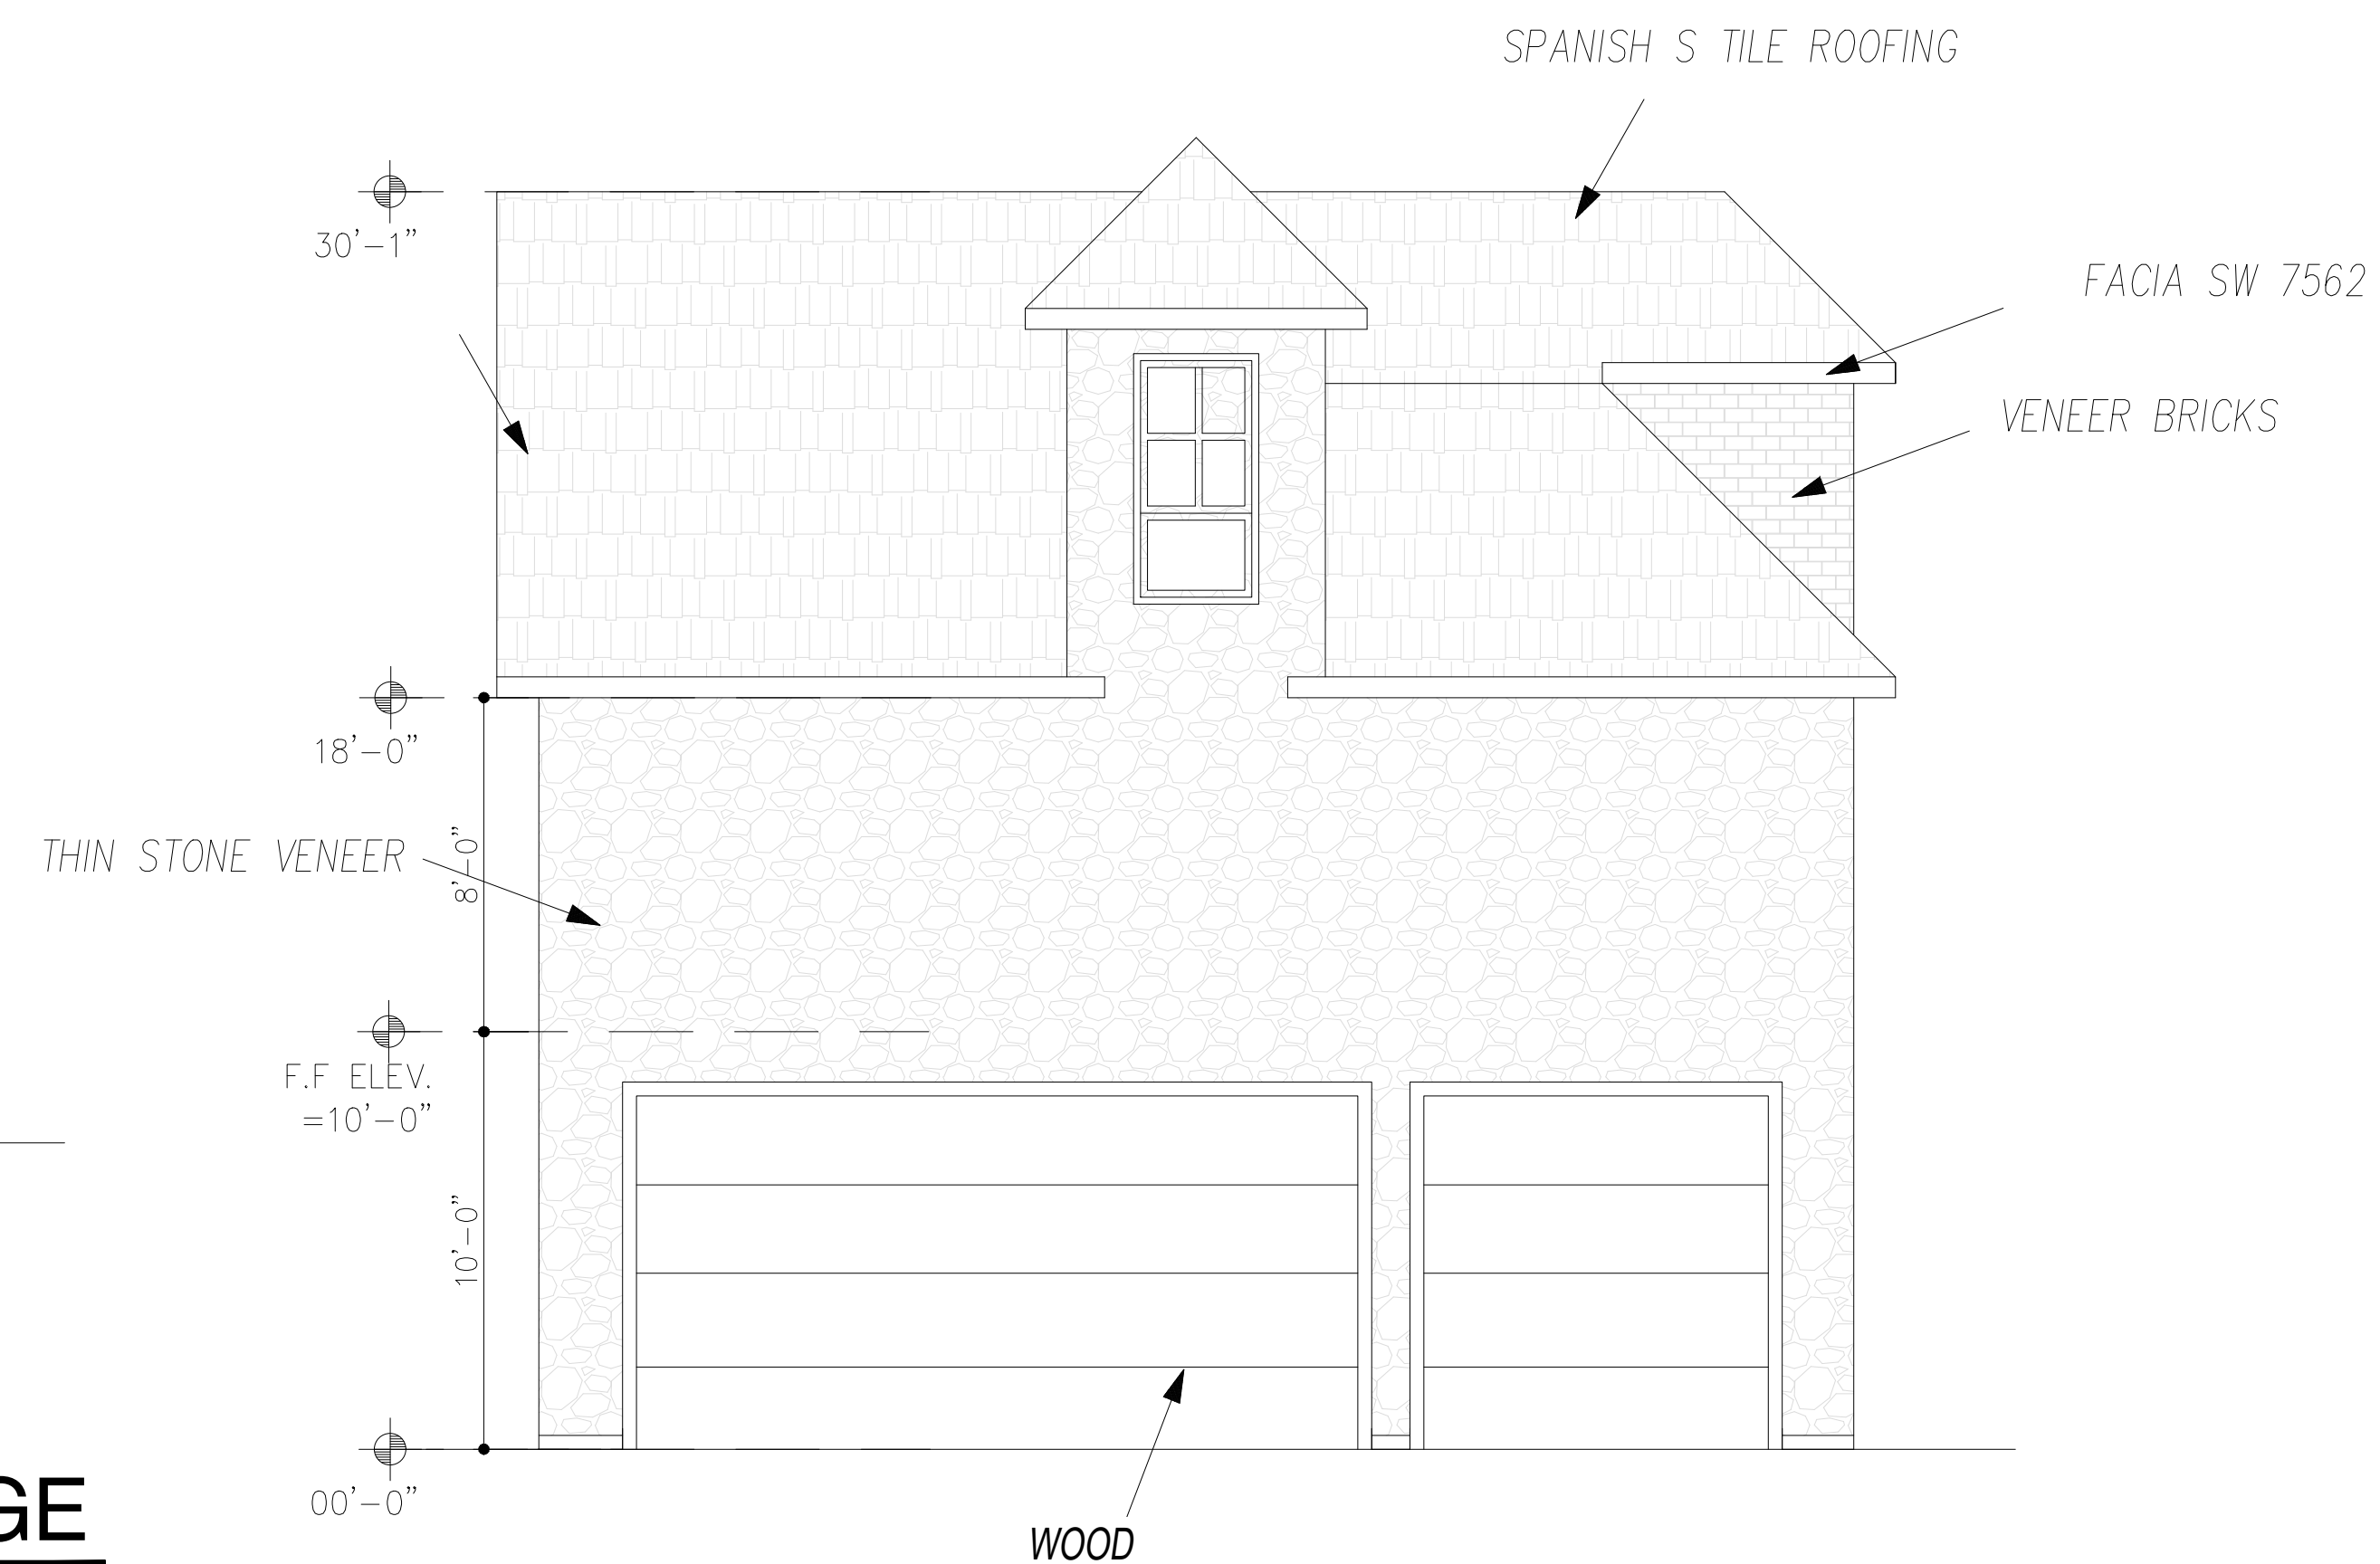 SPANISH S TILE ROOFING
30'-1"
FACIA SW 7562
VENEER BRICKS
18'-0"
8'-0"
THIN STONE VENEER
F.F ELEV.
=10'-0"
10'-0"
00'-0"
GE
WOOD